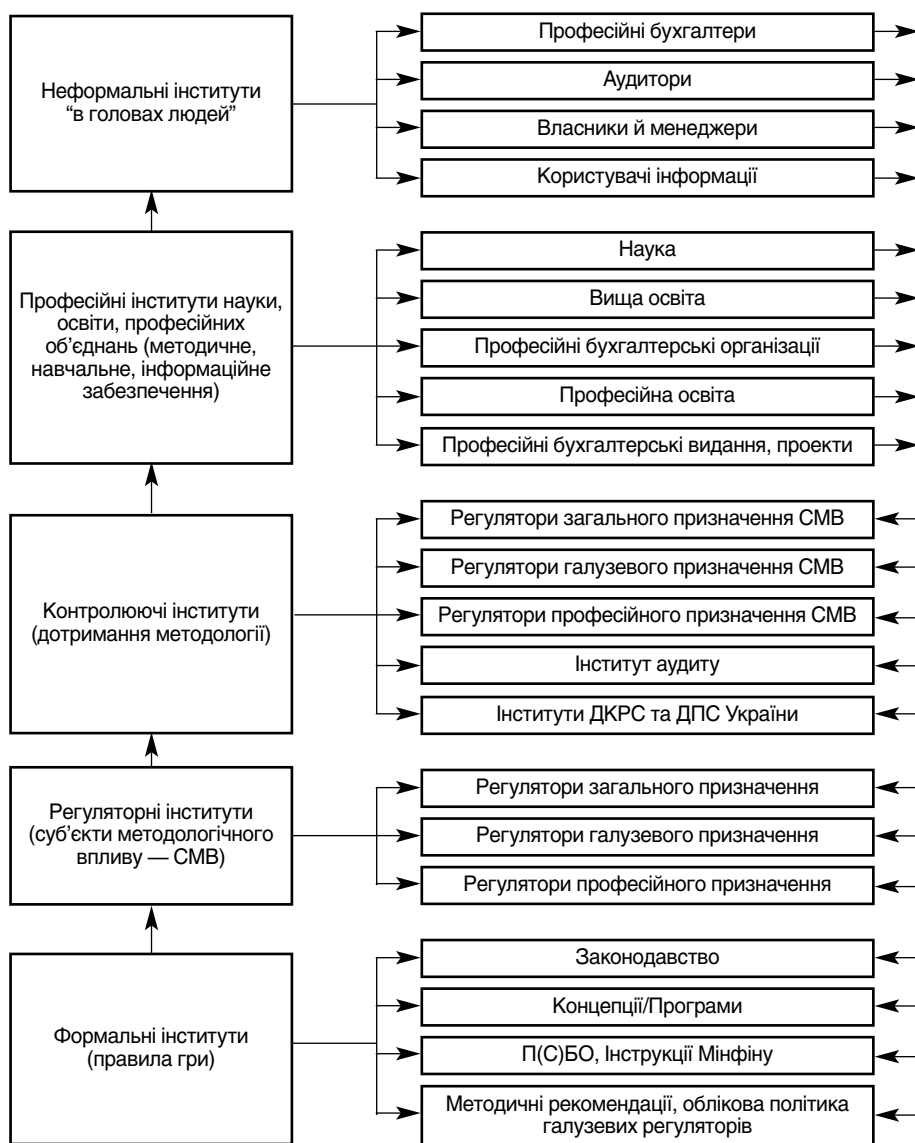 Неформальні інститути
“в головах людей”
Професійні бухгалтери
Аудитори
Власники й менеджери
Користувачі інформації
Професійні інститути науки,
освіти, професійних
об’єднань (методичне,
навчальне, інформаційне
забезпечення)
Наука
Вища освіта
Професійні бухгалтерські організації
Професійна освіта
Професійні бухгалтерські видання, проекти
Контролюючі інститути
(дотримання методології)
Регулятори загального призначення СМВ
Регулятори галузевого призначення СМВ
Регулятори професійного призначення СМВ
Інститут аудиту
Інститути ДКРС та ДПС України
Регуляторні інститути
(суб’єкти методологічного
впливу — СМВ)
Регулятори загального призначення
Регулятори галузевого призначення
Регулятори професійного призначення
Формальні інститути
(правила гри)
Законодавство
Концепції/Програми
П(С)БО, Інструкції Мінфіну
Методичні рекомендації, облікова політика
галузевих регуляторів